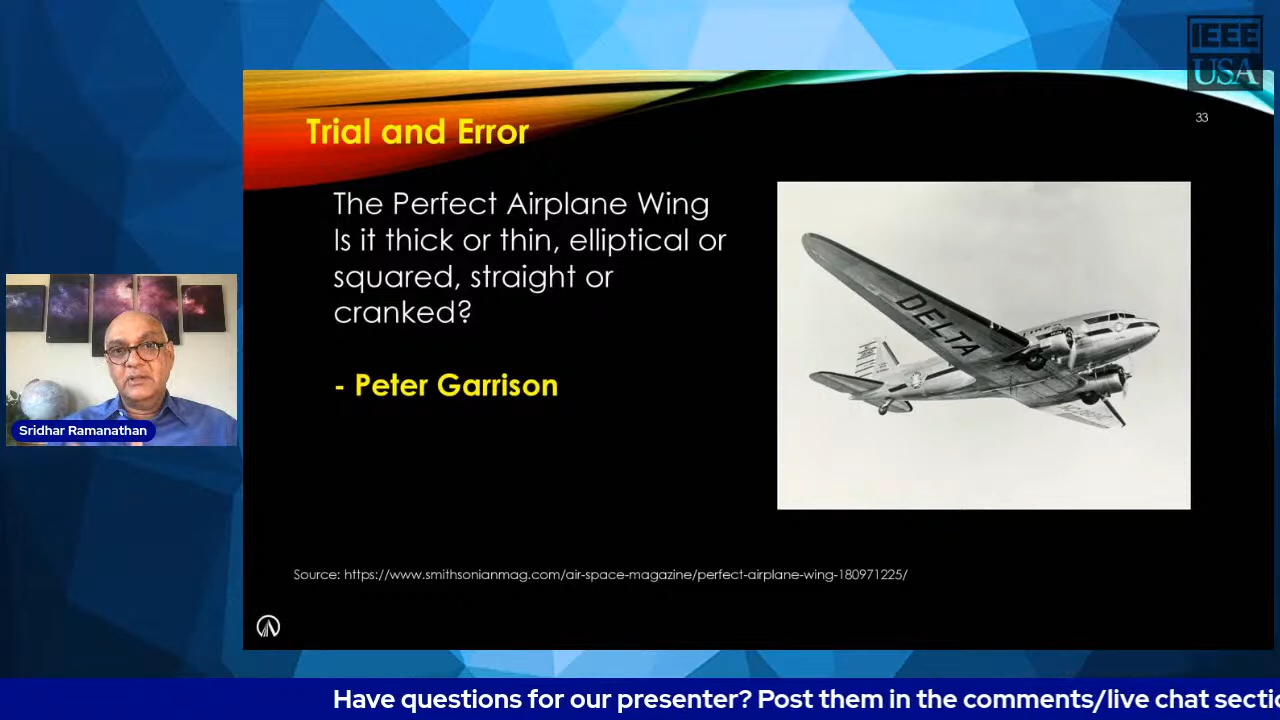 IEEE
USA
33
Trial and Error
The Perfect Airplane Wing
Is it thick or thin, elliptical or
squared, straight or
cranked?
- Peter Garrison
DELTA
Sridhar Ramanathan
Source: https://www.smithsonianmag.com/air-space-magazine/perfect-airplane-wing-180971225/
Have questions for our presenter? Post them in the comments/live chat sectio